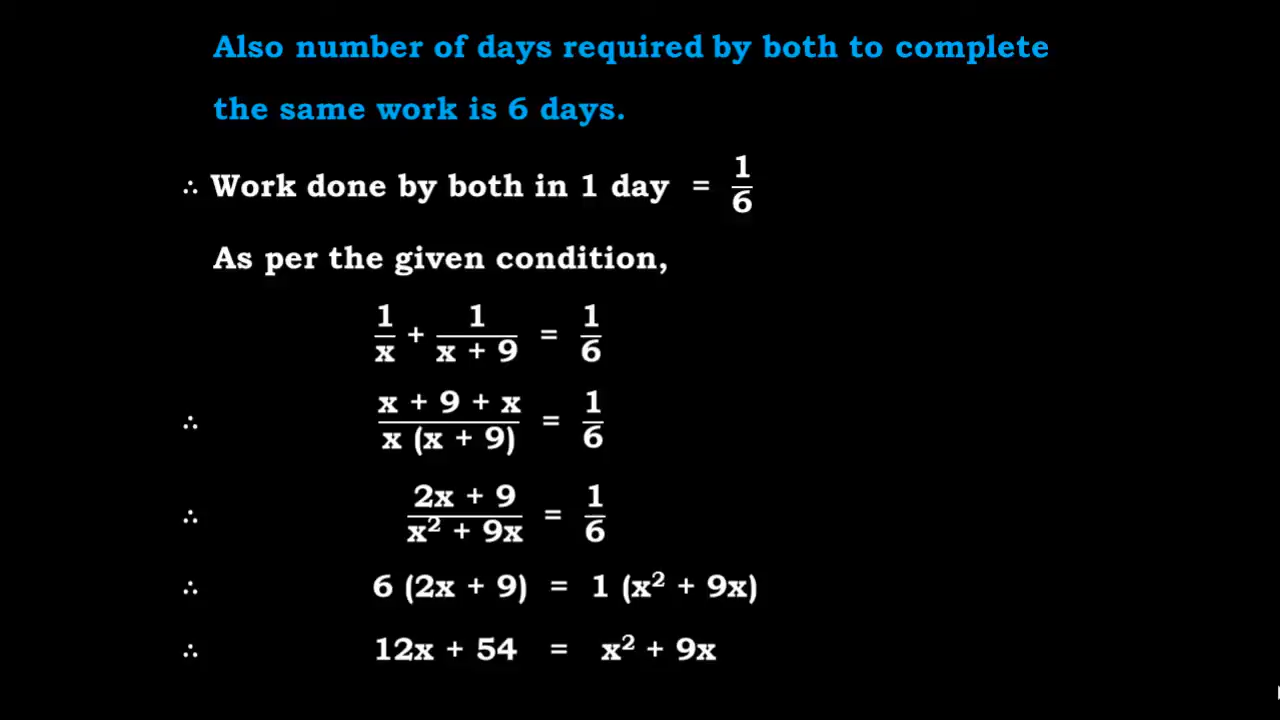 Also number of days required by both to complete
the same work is 6 days.
∴ Work done by both in 1 day = 1/6
As per the given condition,
1/x + 1/(x + 9) = 1/6
∴ (x + 9 + x)/(x (x + 9)) = 1/6
∴ (2x + 9)/(x² + 9x) = 1/6
∴ 6 (2x + 9) = 1 (x² + 9x)
∴ 12x + 54 = x² + 9x